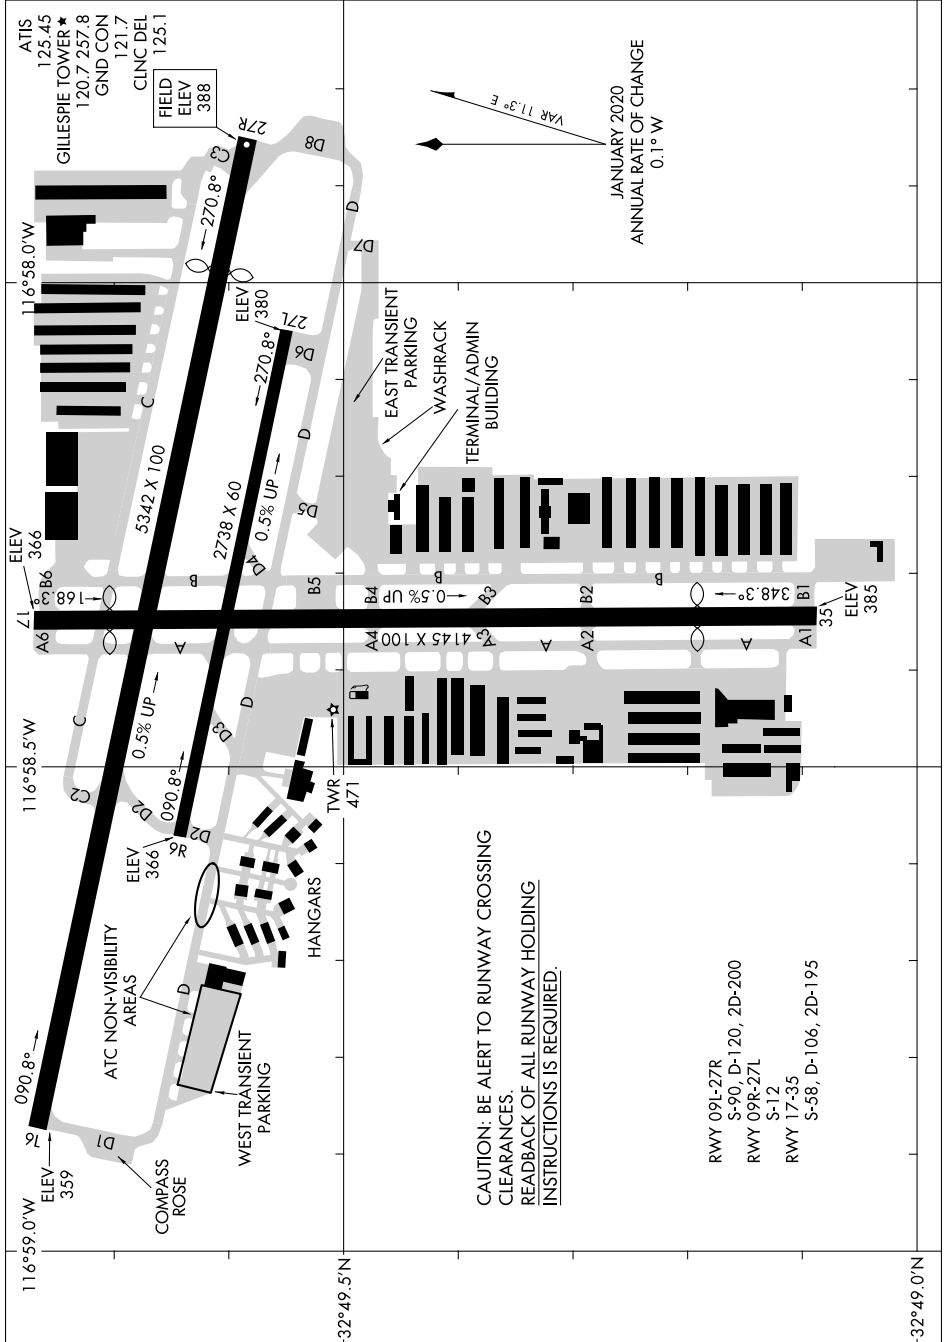 ATIS
125.45
GILLESPIE TOWER★
120.7 257.8
GND CON
121.7
CLNC DEL
125.1
FIELD
ELEV
388
27R
C3
D8
270.8°
D
D7
VAR 11.3° E
JANUARY 2020
ANNUAL RATE OF CHANGE
0.1° W
116°58.0'W
ELEV
380
27L
270.8°
D6
C
D
5342 X 100
2738 X 60
0.5% UP
D5
D4
EAST TRANSIENT
PARKING
WASHRACK
TERMINAL/ADMIN
BUILDING
ELEV
366
17
B6
168.3°
A6
B
B5
B4
0.5% UP
B
B3
B2
B
348.3°
B1
35
ELEV
385
A
A4
4145 X 100
A3
A
A2
A
A1
C
0.5% UP
D
D3
C2
D2
090.8°
D2
9R
ELEV
366
116°58.5'W
TWR
471
HANGARS
ATC NON-VISIBILITY
AREAS
D
WEST TRANSIENT
PARKING
090.8°
9L
ELEV
359
D1
COMPASS
ROSE
CAUTION: BE ALERT TO RUNWAY CROSSING
CLEARANCES.
READBACK OF ALL RUNWAY HOLDING
INSTRUCTIONS IS REQUIRED.
RWY 09L-27R
S-90, D-120, 2D-200
RWY 09R-27L
S-12
RWY 17-35
S-58, D-106, 2D-195
116°59.0'W
32°49.5'N
32°49.0'N